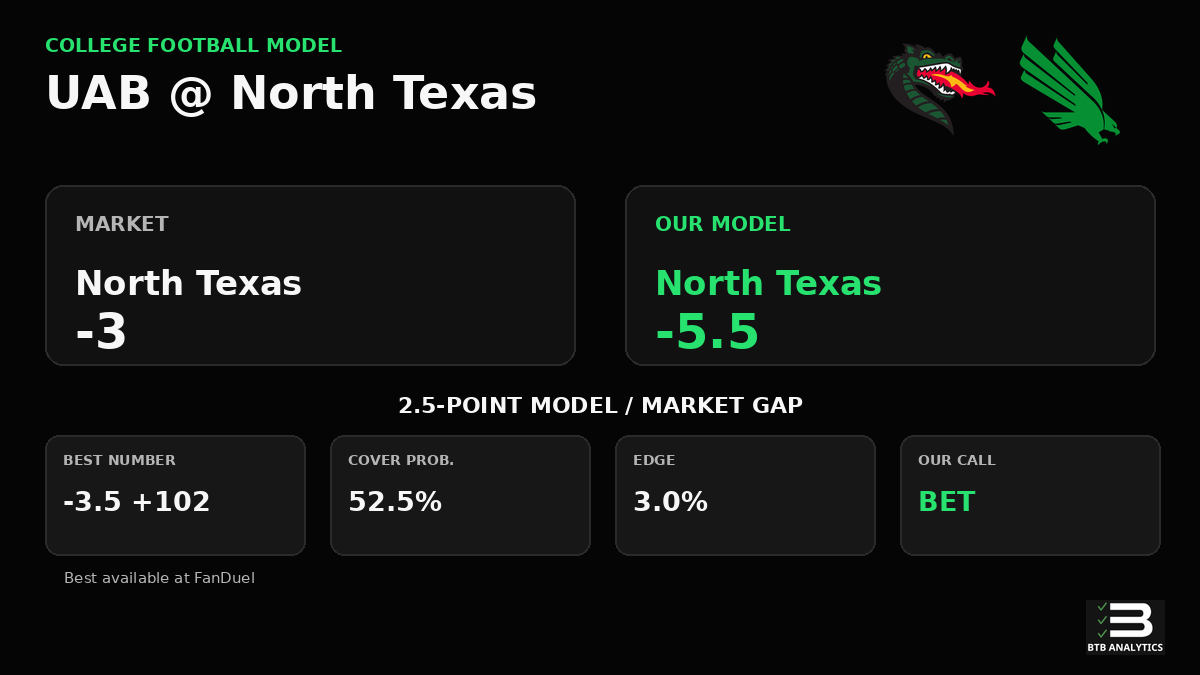 COLLEGE FOOTBALL MODEL
UAB @ North Texas
MARKET
North Texas
-3
OUR MODEL
North Texas
-5.5
2.5-POINT MODEL / MARKET GAP
BEST NUMBER
-3.5 +102
COVER PROB.
52.5%
EDGE
3.0%
OUR CALL
BET
Best available at FanDuel
BTB ANALYTICS